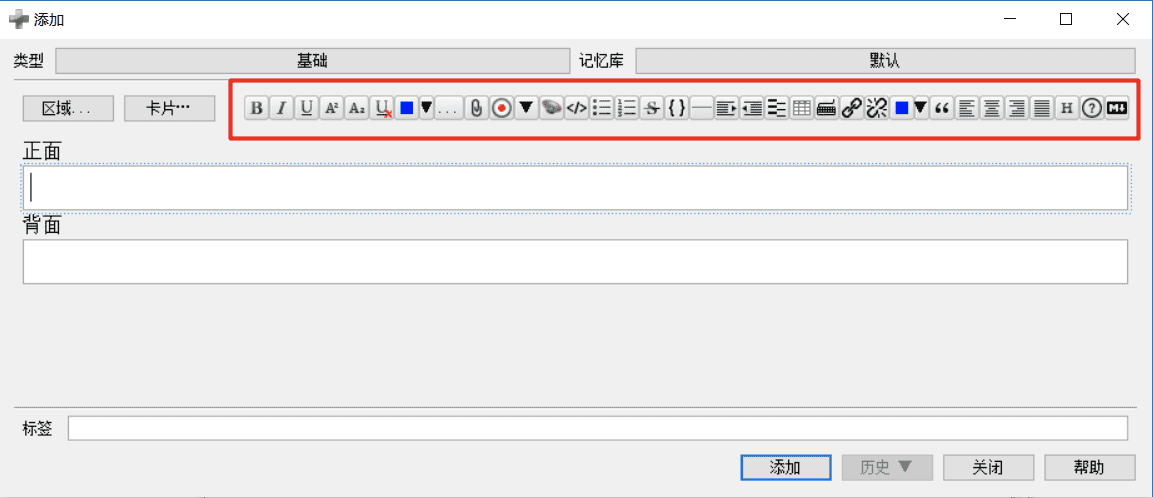 添加
类型 基础 记忆库 默认
区域... 卡片... B I U A² A₂ U ... </> S { } “ H ? M↓
正面
背面
标签
添加 历史 ▼ 关闭 帮助